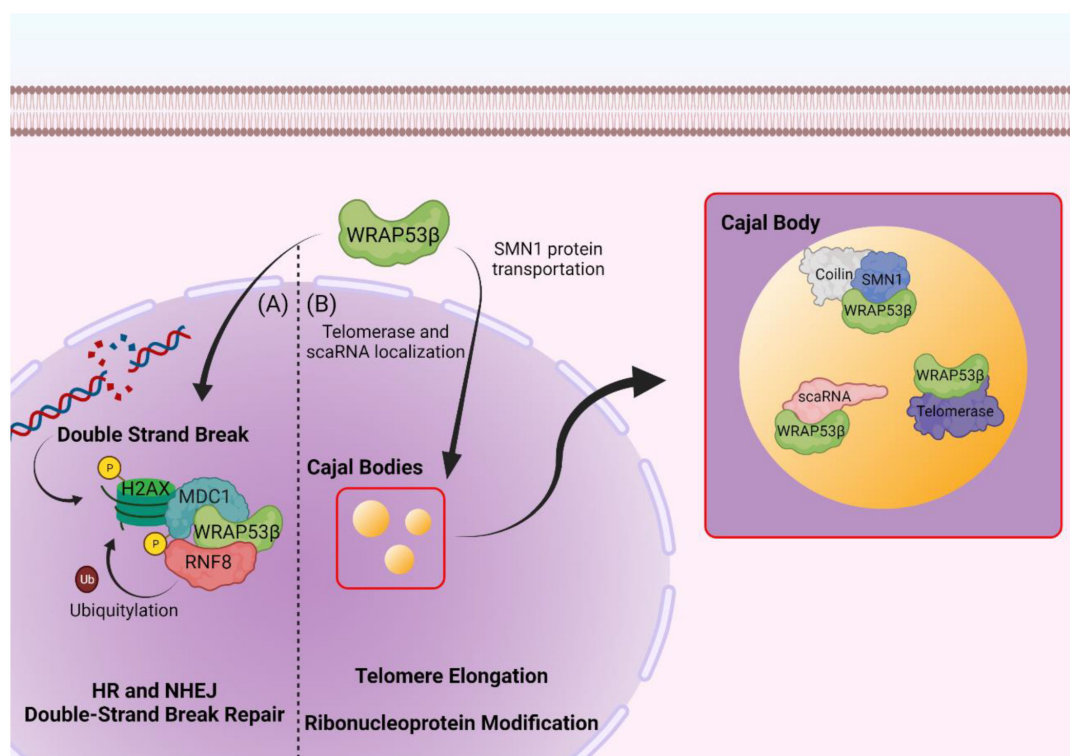 WRAP53β
SMN1 protein
transportation
(A)
(B)
Telomerase and
scaRNA localization
Double Strand Break
P
H2AX
MDC1
WRAP53β
P
RNF8
Ub
Ubiquitylation
HR and NHEJ
Double-Strand Break Repair
Cajal Bodies
Telomere Elongation
Ribonucleoprotein Modification
Cajal Body
Coilin
SMN1
WRAP53β
scaRNA
WRAP53β
WRAP53β
Telomerase